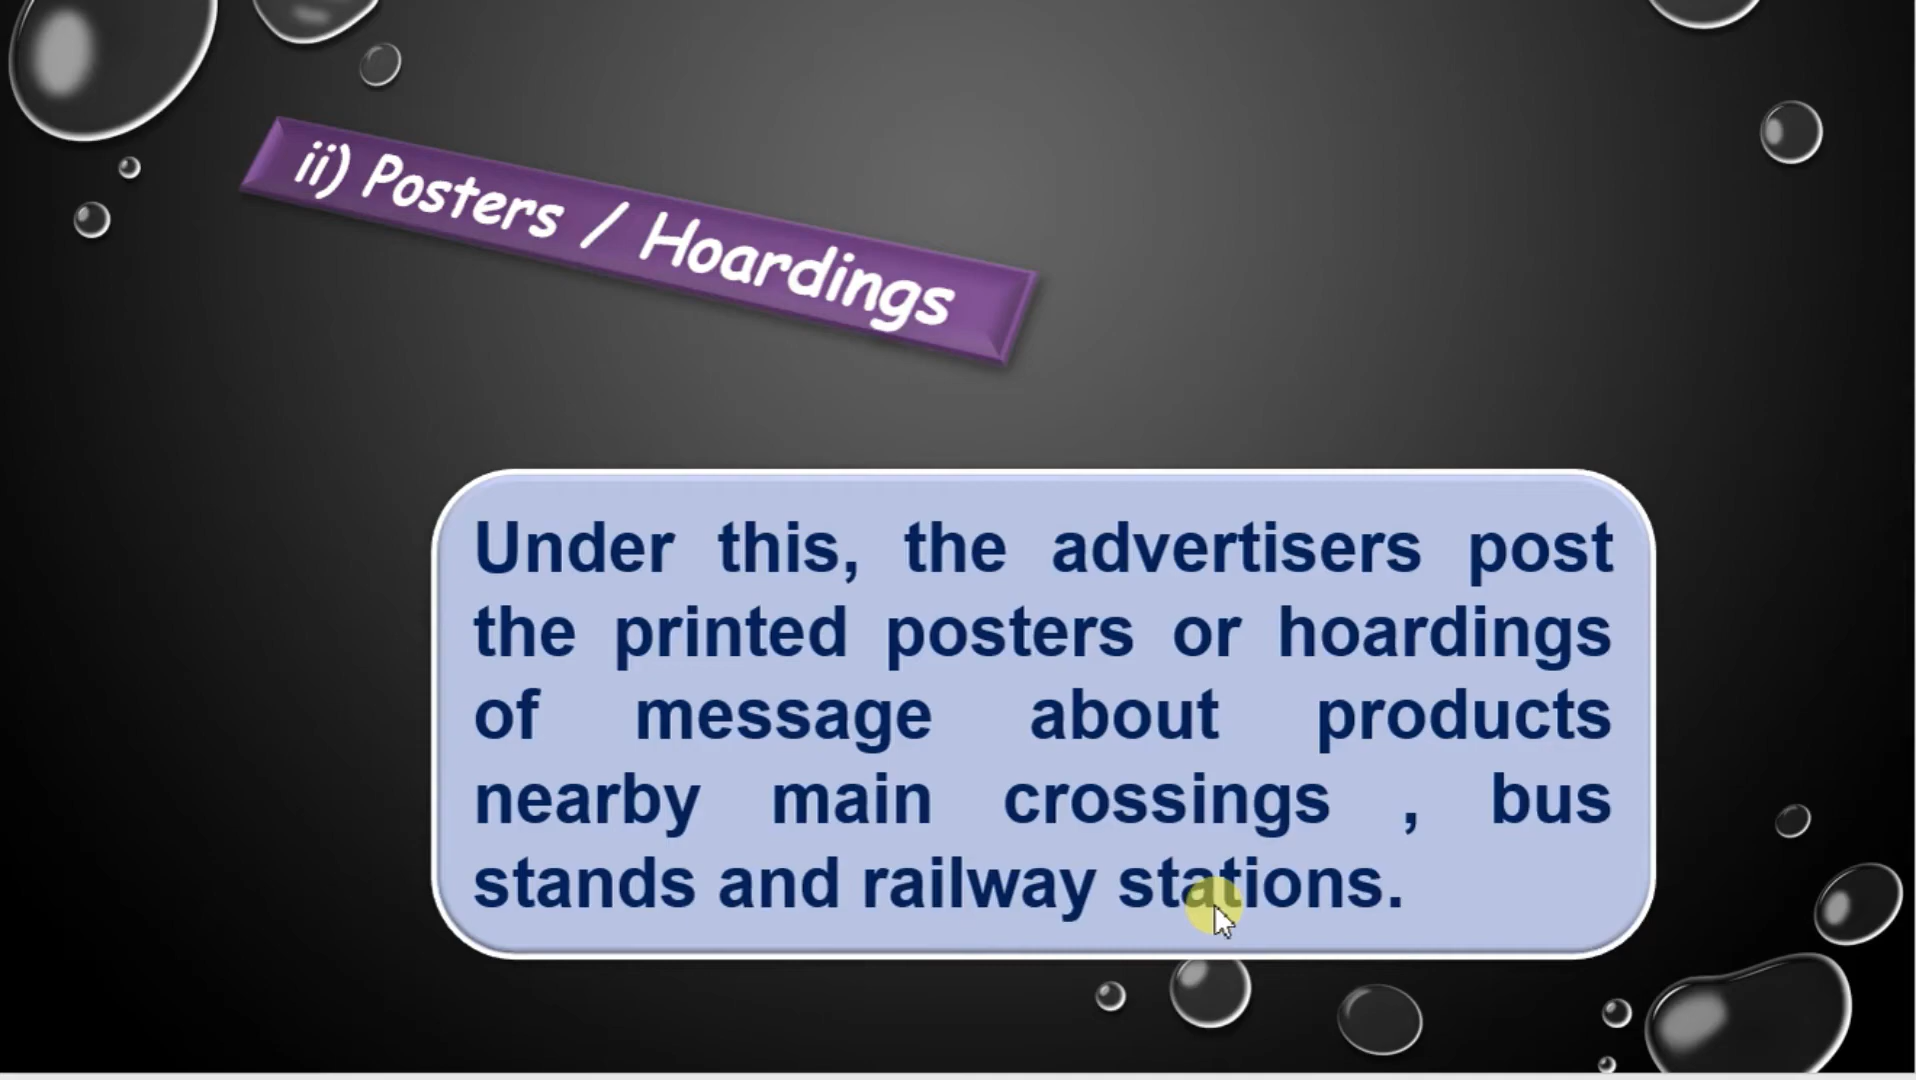 ii) Posters / Hoardings
Under this, the advertisers post
the printed posters or hoardings
of message about products
nearby main crossings , bus
stands and railway stations.